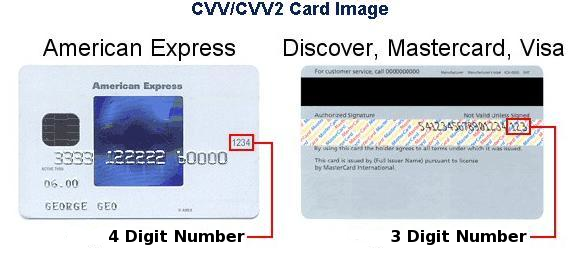 CVV/CVV2 Card Image
American Express
Discover, Mastercard, Visa
American Express
1234
3333 122222 60000
06.00
GEORGE GEO
© AMEX
4 Digit Number
For customer service, call 0000000000
Authorized Signature
Not Valid Unless Signed
5412345678901234 123
By using this card the holder agrees to all terms under which it was issued.
This card is issued by (Full Issuer Name) pursuant to license
by MasterCard International.
3 Digit Number